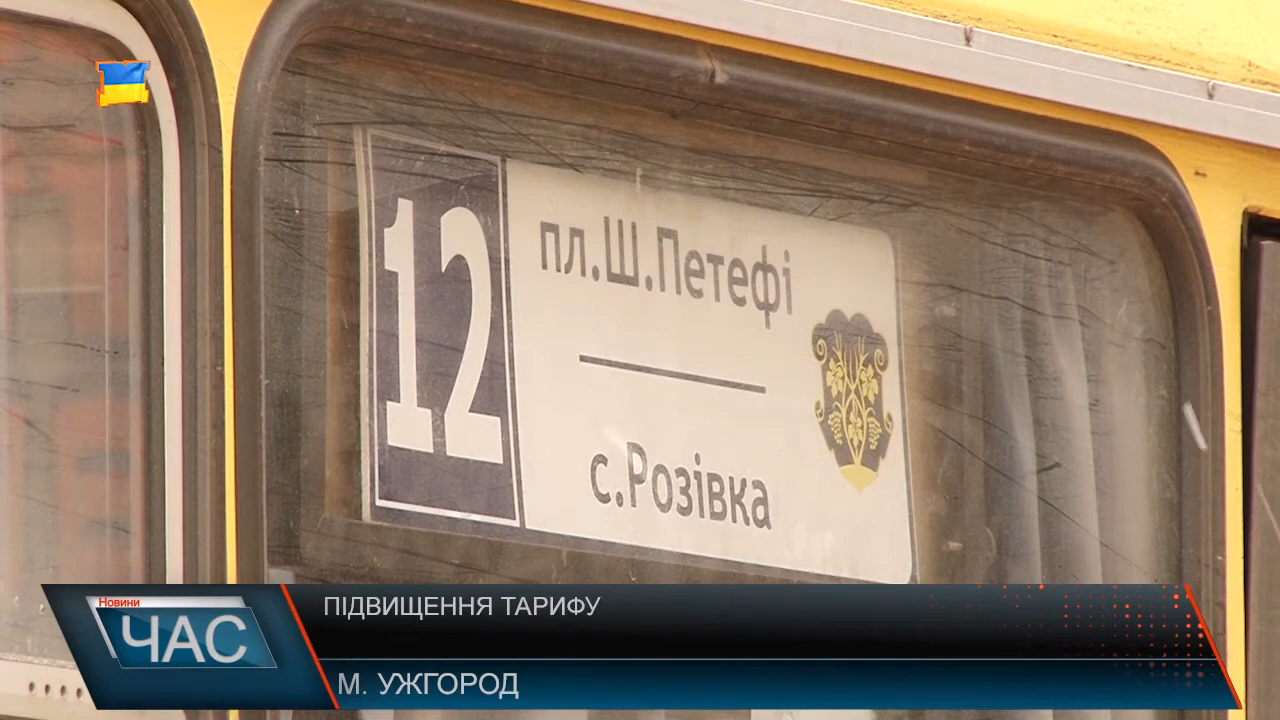 12
пл.Ш.Петефі
с.Розівка
Новини
ЧАС
ПІДВИЩЕННЯ ТАРИФУ
М. УЖГОРОД